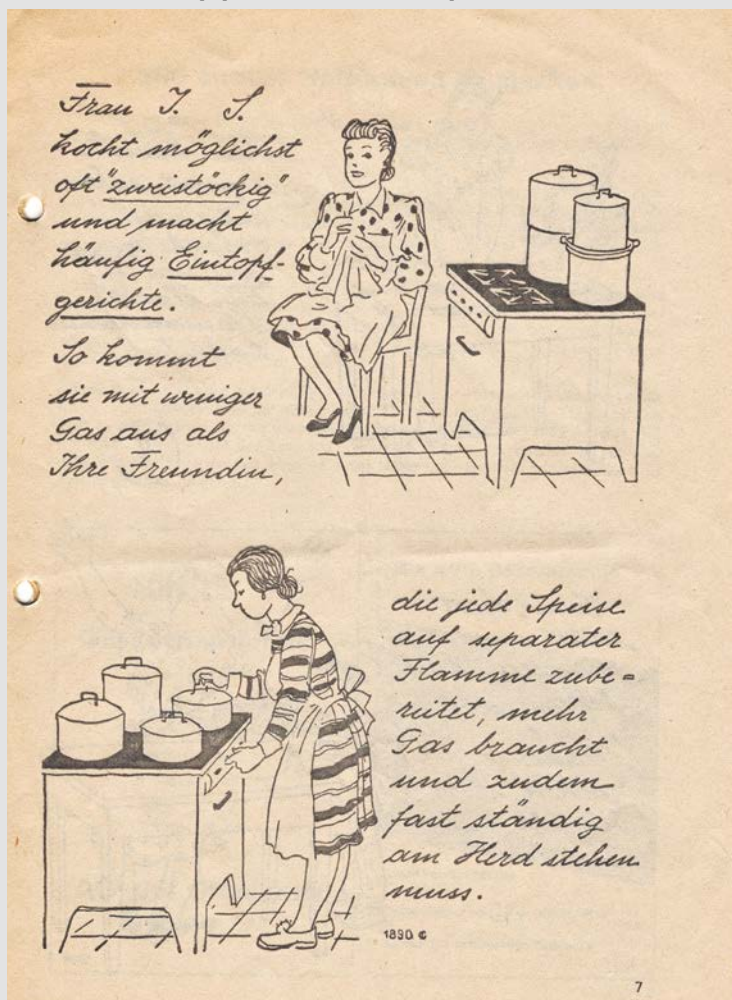 Frau I. S.
kocht möglichst
oft "zweistöckig"
und macht
häufig Eintopf-
gerichte.
So kommt
sie mit weniger
Gas aus als
Ihre Freundin,
die jede Speise
auf separater
Flamme zube=
reitet, mehr
Gas braucht
und zudem
fast ständig
am Herd stehen
muss.
1890 c
7